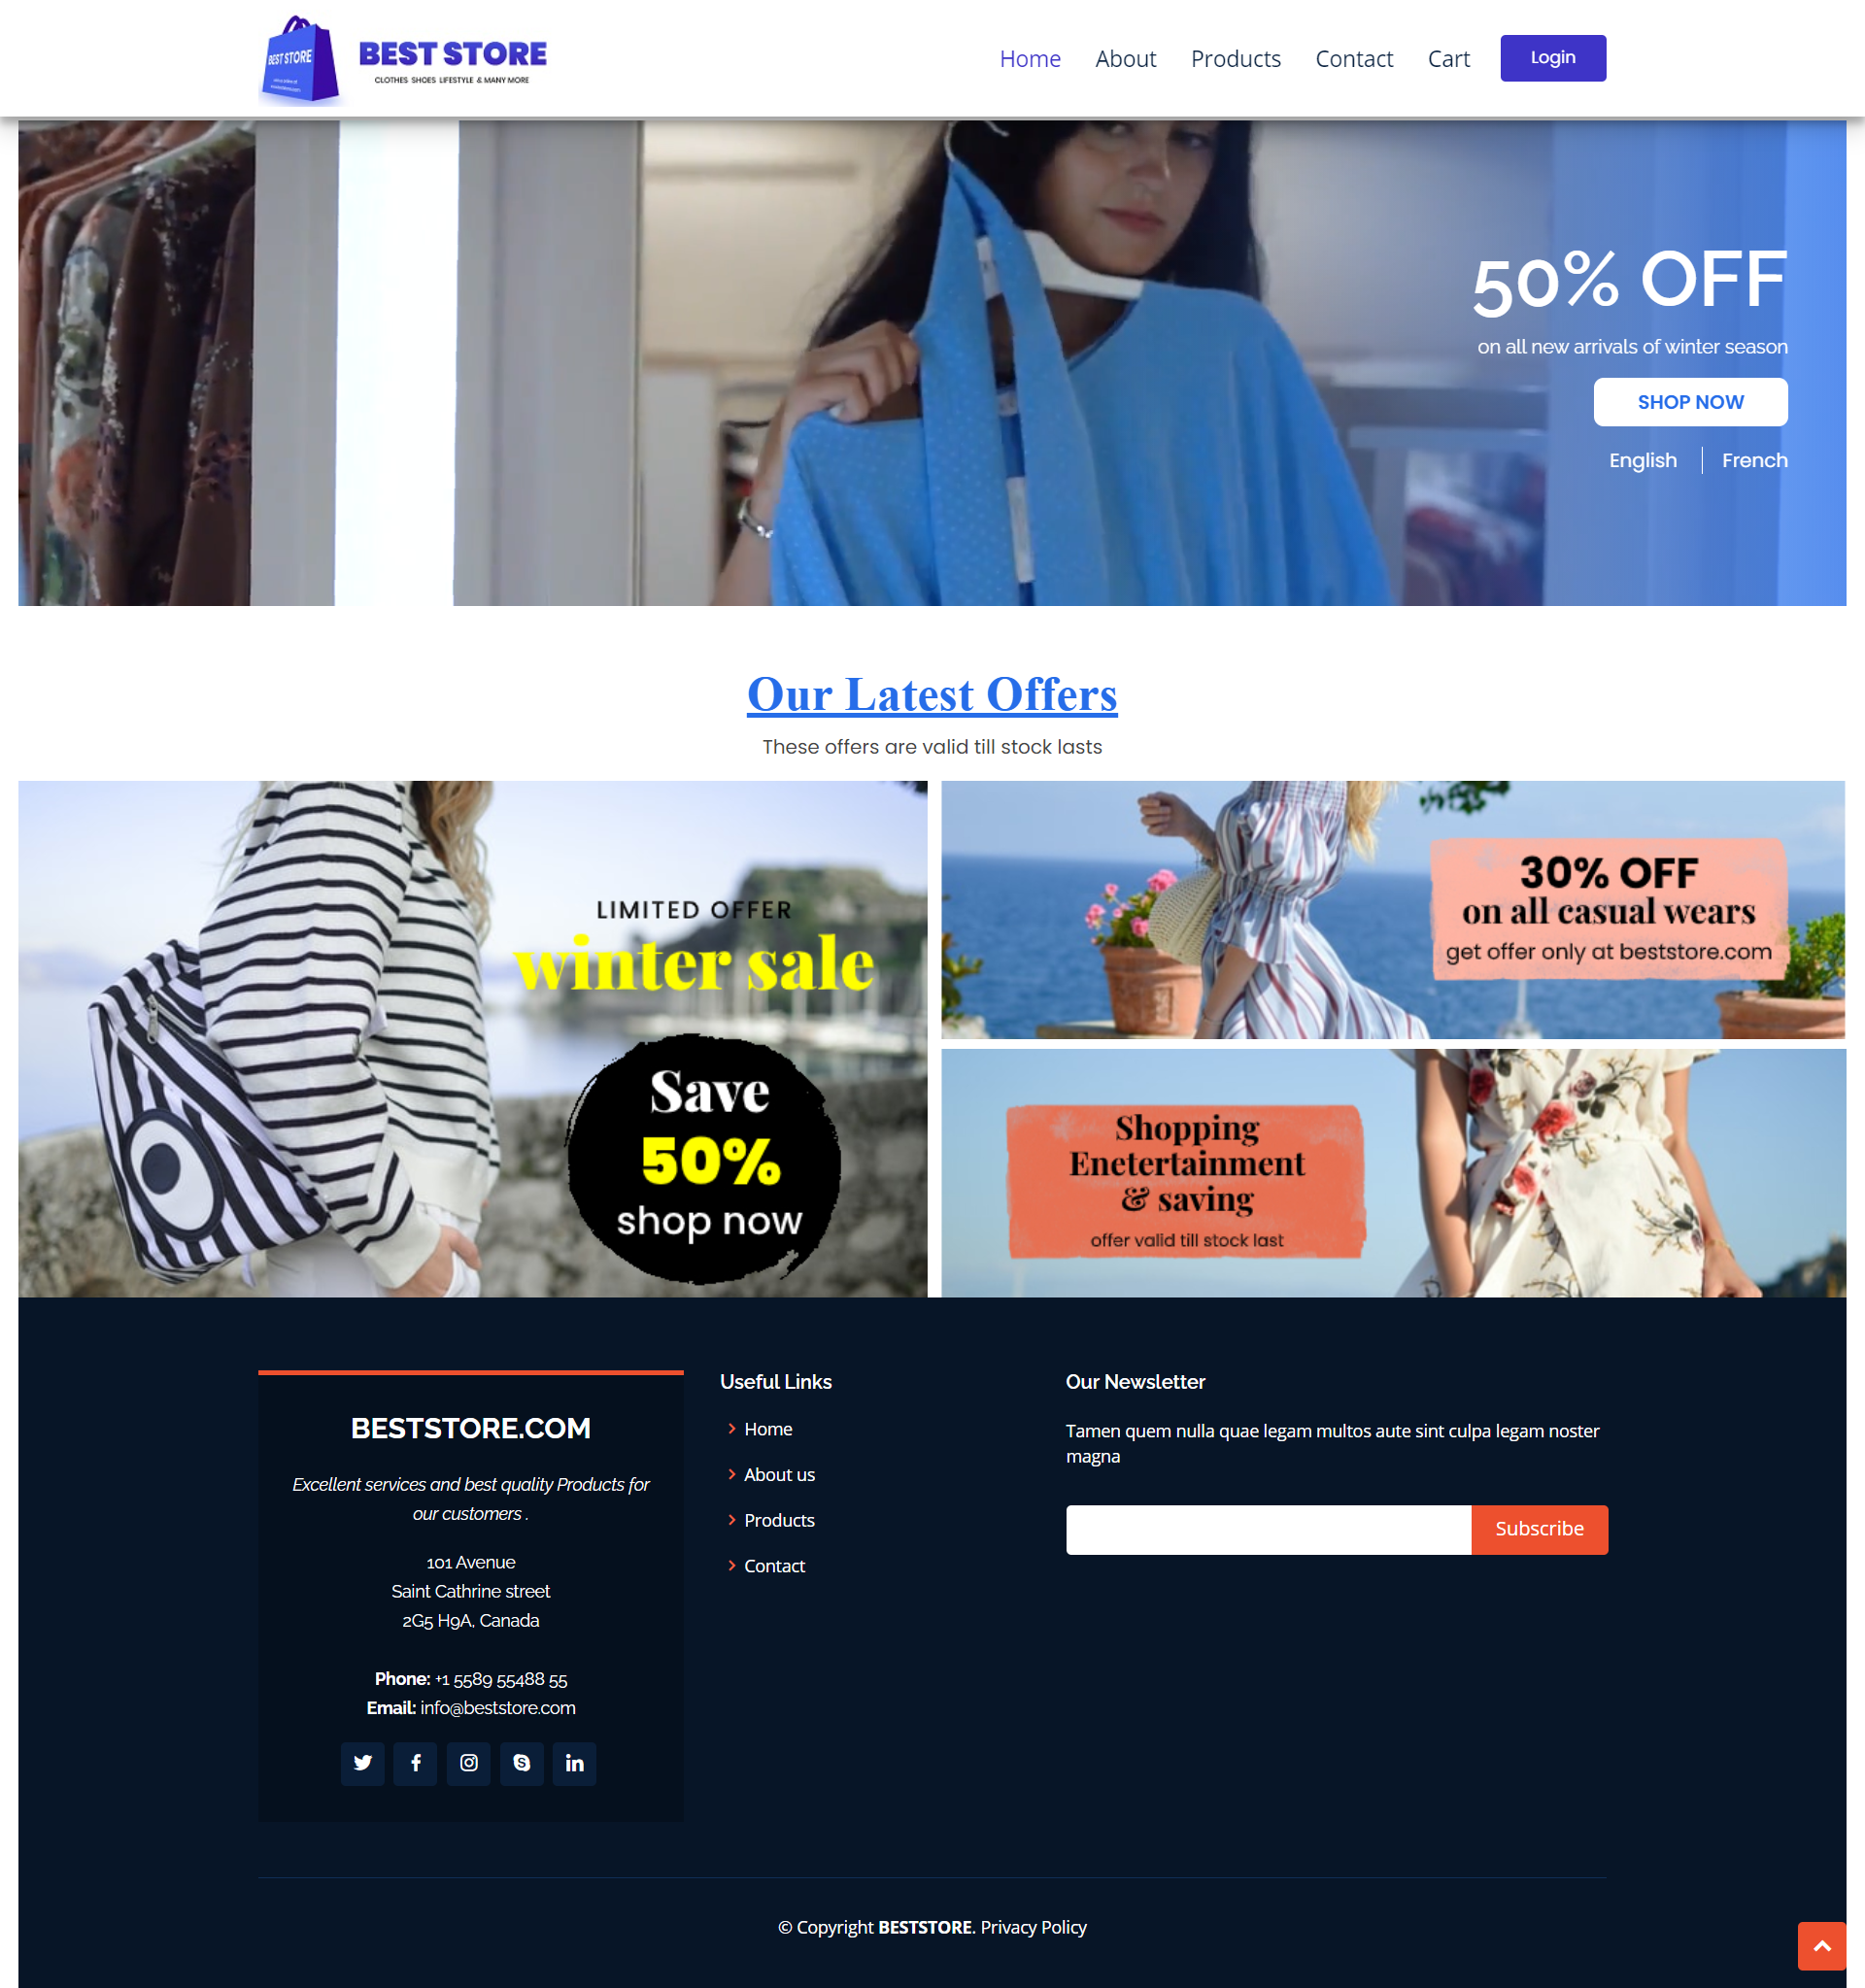 BEST STORE
BEST STORE
CLOTHES SHOES LIFESTYLE & MANY MORE
Home
About
Products
Contact
Cart
Login
50% OFF
on all new arrivals of winter season
SHOP NOW
English
French
Our Latest Offers
These offers are valid till stock lasts
LIMITED OFFER
winter sale
Save
50%
shop now
30% OFF
on all casual wears
get offer only at beststore.com
Shopping
Enetertainment
& saving
offer valid till stock last
BESTSTORE.COM
Excellent services and best quality Products for
our customers .
101 Avenue
Saint Cathrine street
2G5 H9A, Canada
Phone: +1 5589 55488 55
Email: info@beststore.com
Useful Links
Home
About us
Products
Contact
Our Newsletter
Tamen quem nulla quae legam multos aute sint culpa legam noster
magna
Subscribe
© Copyright BESTSTORE. Privacy Policy